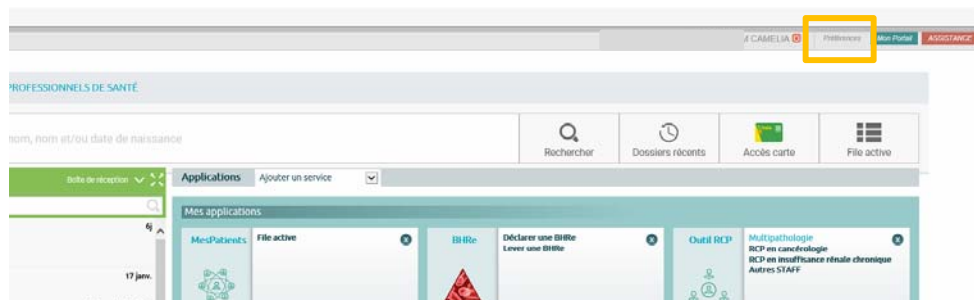 M CAMELIA Préférences Mon Portail ASSISTANCE
PROFESSIONNELS DE SANTÉ
nom, nom et/ou date de naissance
Rechercher Dossiers récents Accès carte File active
Boîte de réception Applications Ajouter un service
Mes applications
6j
MesPatients File active BHRe Déclarer une BHRe Outil RCP Multipathologie
Lever une BHRe RCP en cancérologie
RCP en insuffisance rénale chronique
Autres STAFF
17 janv.